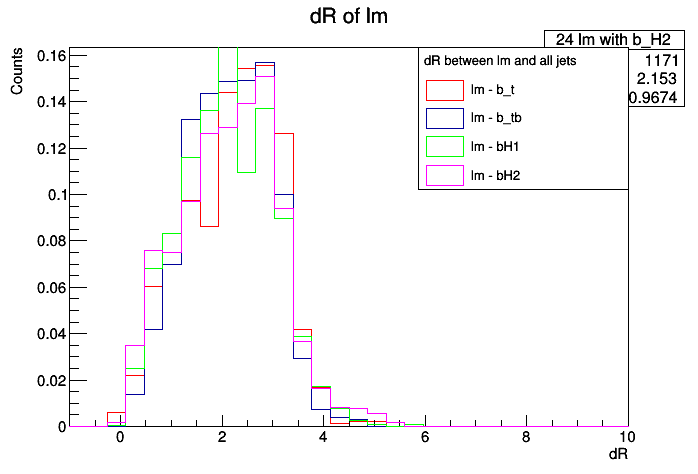 dR of lm
24 lm with b_H2
1171
2.153
0.9674
dR between lm and all jets
lm - b_t
lm - b_tb
lm - bH1
lm - bH2
Counts
0.16
0.14
0.12
0.1
0.08
0.06
0.04
0.02
0
0 2 4 6 8 10
dR